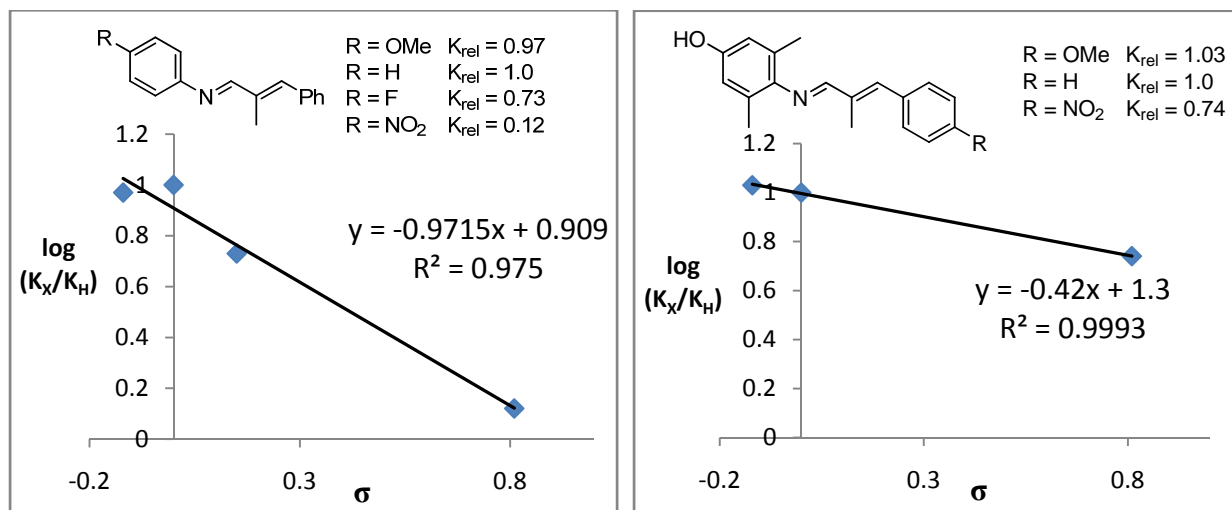 R
N
Ph
R = OMe K_rel = 0.97
R = H K_rel = 1.0
R = F K_rel = 0.73
R = NO₂ K_rel = 0.12
1.2
1
0.8
0.6
0.4
0.2
0
-0.2
0.3
0.8
log
(K_X/K_H)
σ
y = -0.9715x + 0.909
R² = 0.975
HO
N
R
R = OMe K_rel = 1.03
R = H K_rel = 1.0
R = NO₂ K_rel = 0.74
1.2
1
0.8
0.6
0.4
0.2
0
-0.2
0.3
0.8
log
(K_X/K_H)
σ
y = -0.42x + 1.3
R² = 0.9993